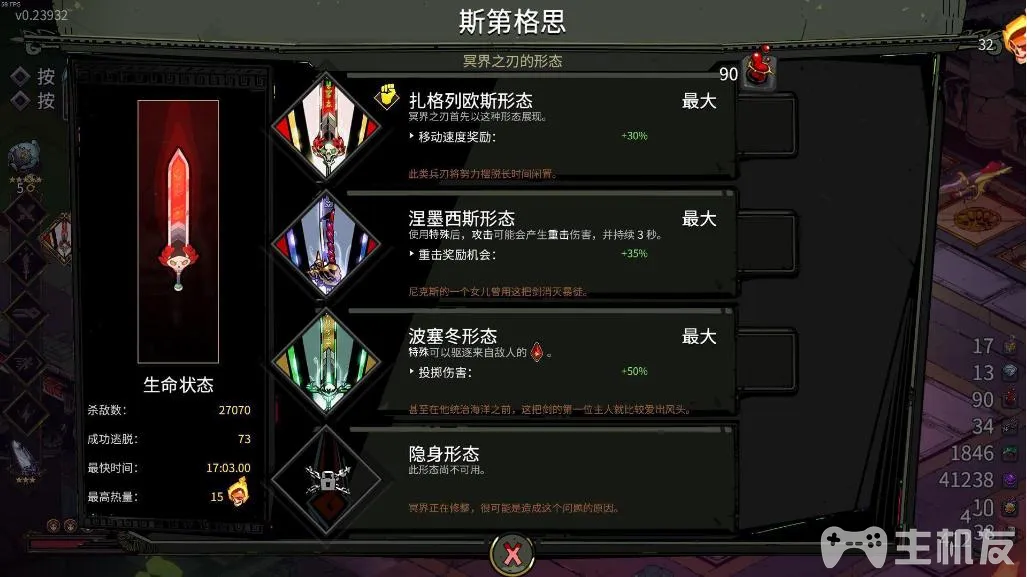 v0.23932
斯第格思
32
冥界之刃的形态
90
按
按
扎格列欧斯形态
最大
冥界之刃首先以这种形态展现。
移动速度奖励:
+30%
此类兵刃将努力摆脱长时间闲置。
5
涅墨西斯形态
最大
使用特殊后，攻击可能会产生重击伤害，并持续 3 秒。
重击奖励机会:
+35%
尼克斯的一个女儿曾用这把剑消灭暴徒。
波塞冬形态
最大
特殊可以驱逐来自敌人的 。
投掷伤害:
+50%
甚至在他统治海洋之前，这把剑的第一位主人就比较爱出风头。
生命状态
杀敌数:
27070
成功逃脱:
73
最快时间:
17:03.00
最高热量:
15
隐身形态
此形态尚不可用。
冥界正在修整，很可能是造成这个问题的原因。
17
13
90
34
1846
41238
10
主机友